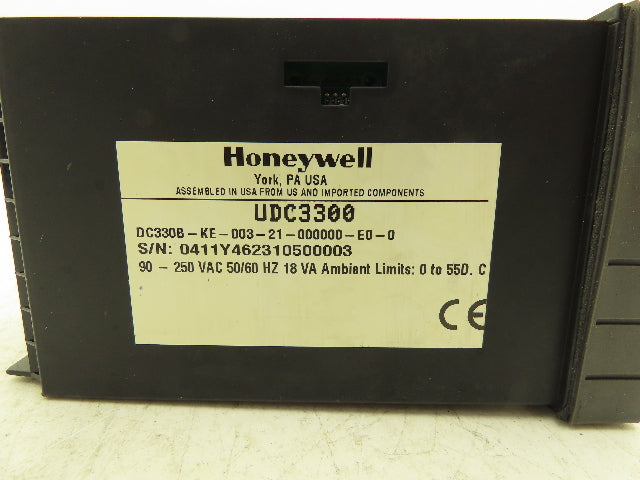 Honeywell
York, PA USA
ASSEMBLED IN USA FROM US AND IMPORTED COMPONENTS
UDC3300
DC330B-KE-003-21-000000-E0-0
S/N: 0411Y462310500003
90 - 250 VAC 50/60 HZ 18 VA Ambient Limits: 0 to 55D. C
CE